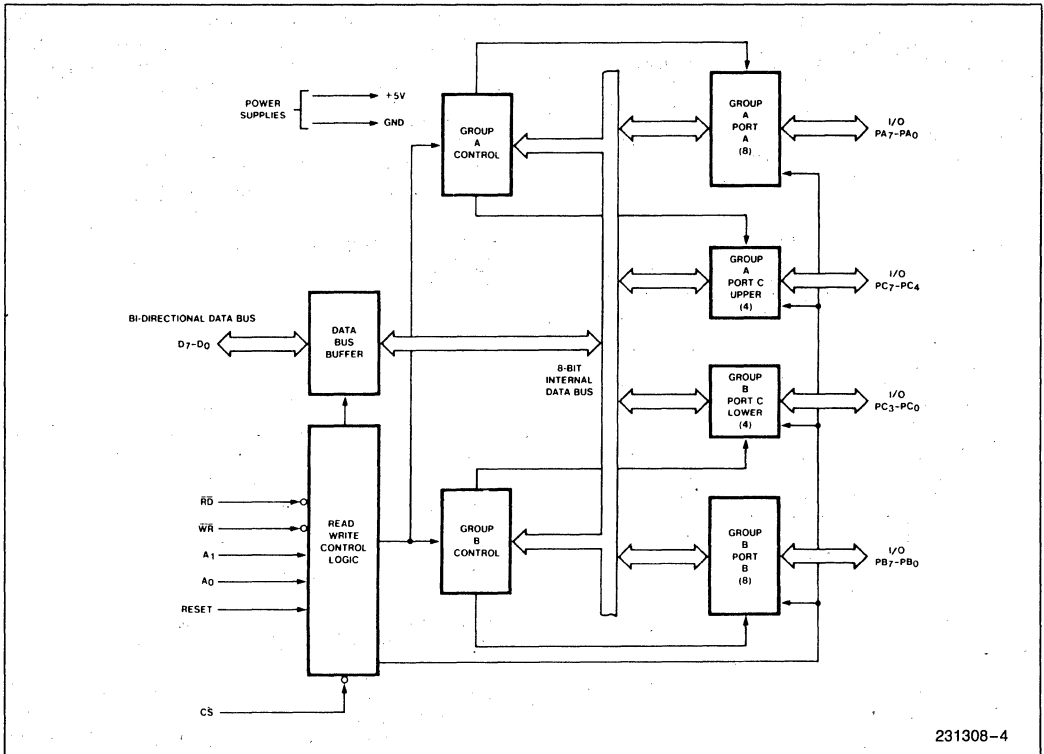 POWER
SUPPLIES
+5V
GND
GROUP
A
CONTROL
GROUP
A
PORT
A
(8)
I/O
PA7-PA0
GROUP
A
PORT C
UPPER
(4)
I/O
PC7-PC4
BI-DIRECTIONAL DATA BUS
D7-D0
DATA
BUS
BUFFER
8-BIT
INTERNAL
DATA BUS
GROUP
B
PORT C
LOWER
(4)
I/O
PC3-PC0
RD
WR
A1
A0
RESET
CS
READ
WRITE
CONTROL
LOGIC
GROUP
B
CONTROL
GROUP
B
PORT
B
(8)
I/O
PB7-PB0
231308-4